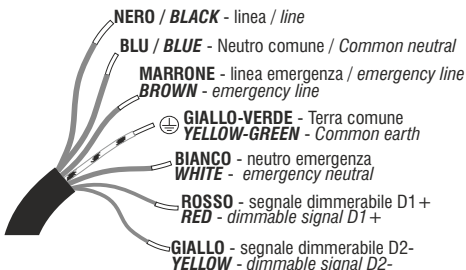 NERO / BLACK - linea / line
BLU / BLUE - Neutro comune / Common neutral
MARRONE - linea emergenza / emergency line
BROWN - emergency line
GIALLO-VERDE - Terra comune
YELLOW-GREEN - Common earth
BIANCO - neutro emergenza
WHITE - emergency neutral
ROSSO - segnale dimmerabile D1+
RED - dimmable signal D1+
GIALLO - segnale dimmerabile D2-
YELLOW - dimmable signal D2-